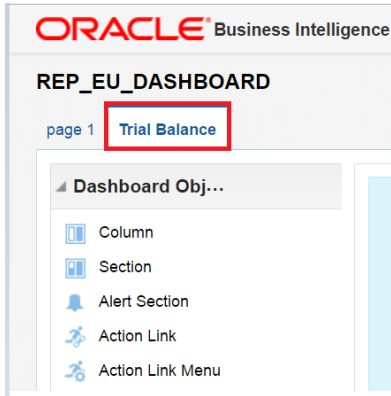 ORACLE Business Intelligence
REP_EU_DASHBOARD
page 1 Trial Balance
Dashboard Obj...
Column
Section
Alert Section
Action Link
Action Link Menu